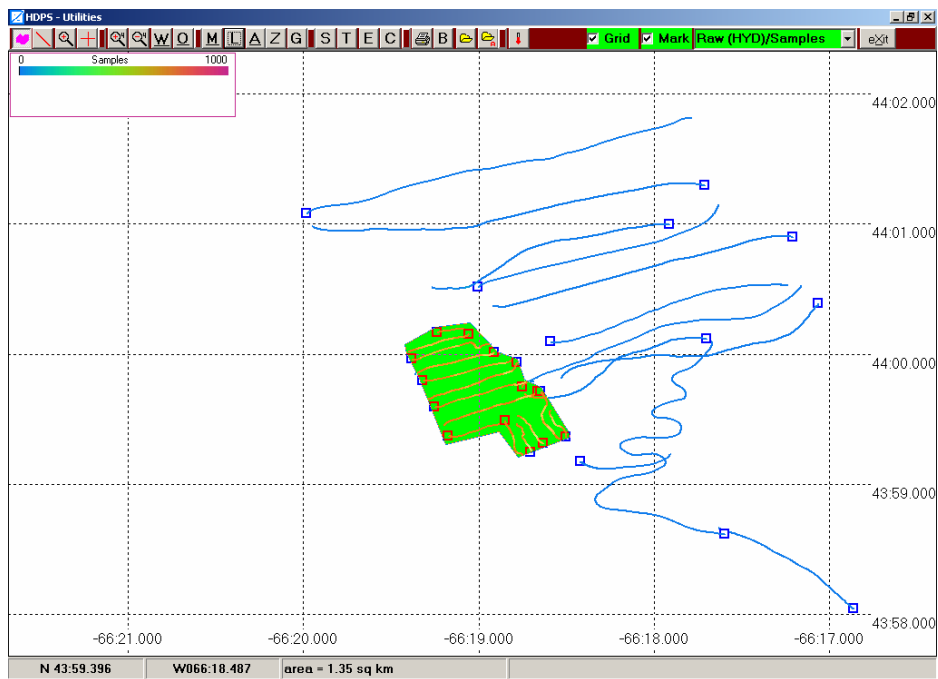 HDPS - Utilities
W O M L A Z G S T E C B Grid Mark Raw (HYD)/Samples eXit
0 Samples 1000
44:02.000
44:01.000
44:00.000
43:59.000
43:58.000
-66:21.000 -66:20.000 -66:19.000 -66:18.000 -66:17.000
N 43:59.396 W066:18.487 area = 1.35 sq km